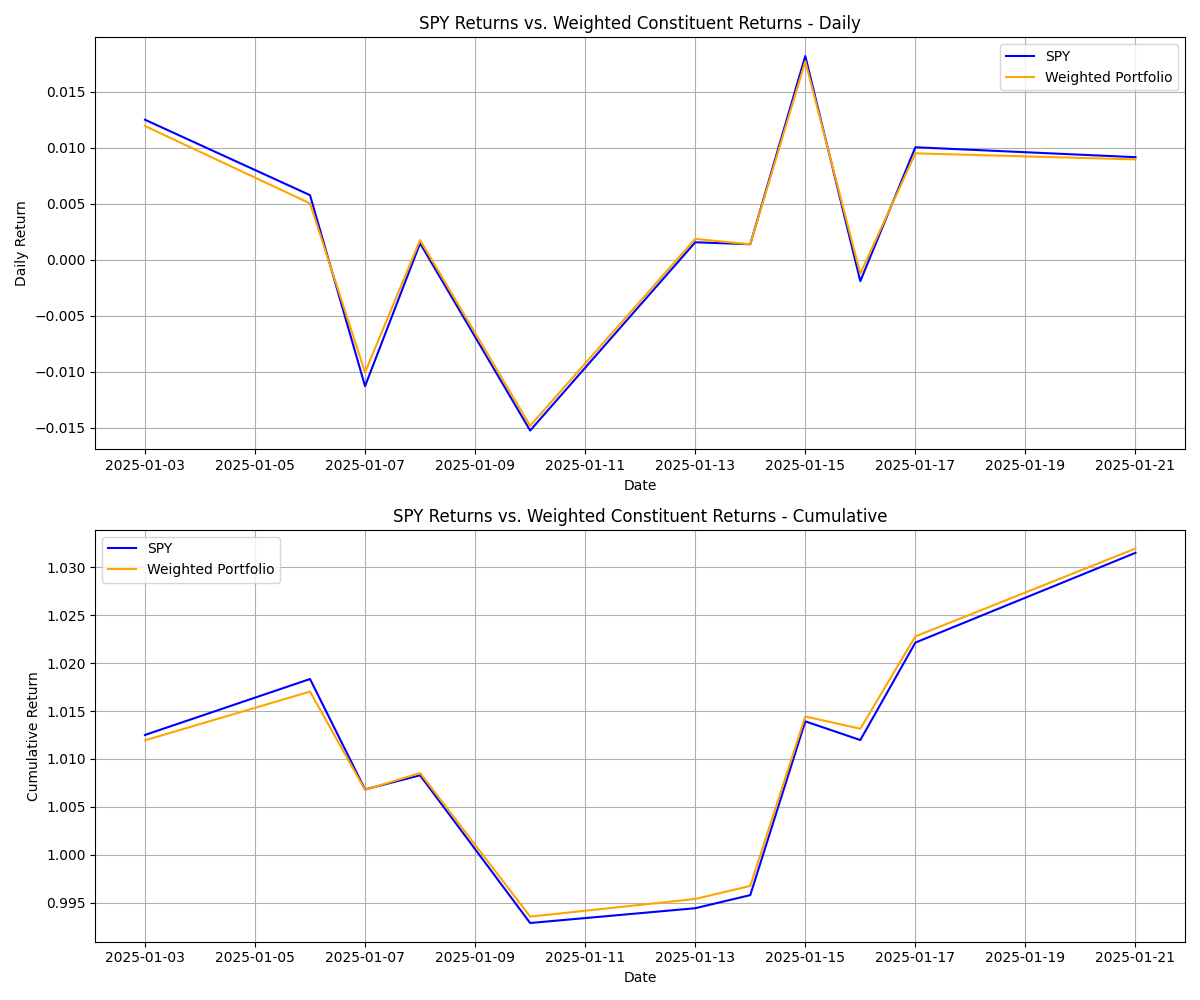 SPY Returns vs. Weighted Constituent Returns - Daily
SPY
Weighted Portfolio
Daily Return
0.015
0.010
0.005
0.000
−0.005
−0.010
−0.015
2025-01-03 2025-01-05 2025-01-07 2025-01-09 2025-01-11 2025-01-13 2025-01-15 2025-01-17 2025-01-19 2025-01-21
Date
SPY Returns vs. Weighted Constituent Returns - Cumulative
SPY
Weighted Portfolio
Cumulative Return
1.030
1.025
1.020
1.015
1.010
1.005
1.000
0.995
2025-01-03 2025-01-05 2025-01-07 2025-01-09 2025-01-11 2025-01-13 2025-01-15 2025-01-17 2025-01-19 2025-01-21
Date